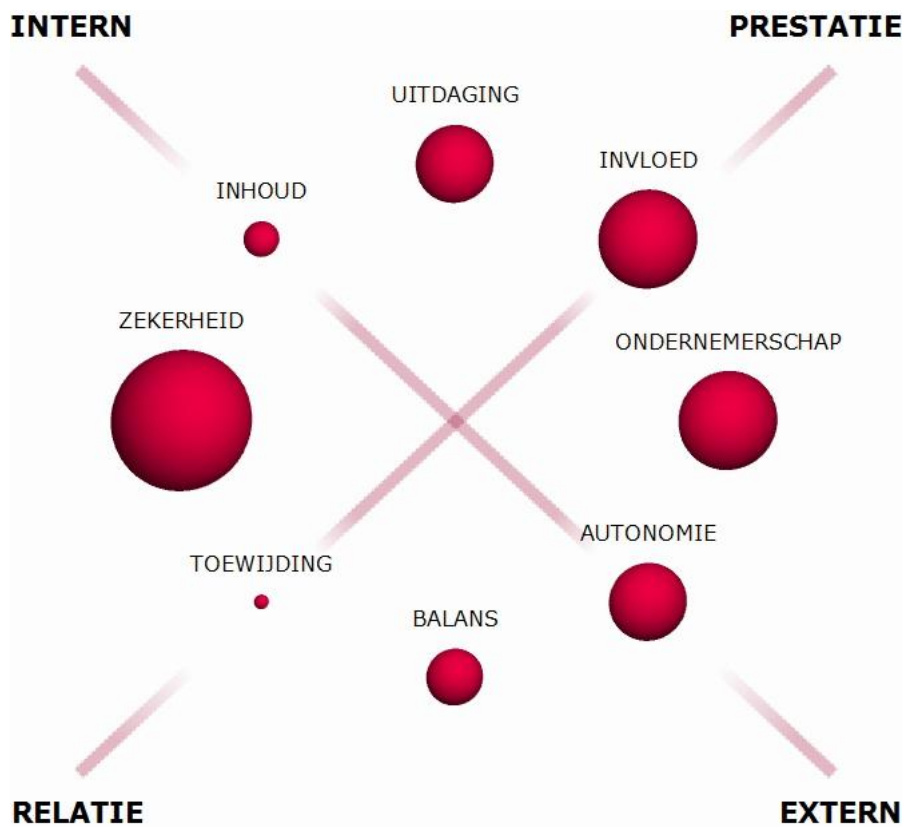 INTERN
PRESTATIE
UITDAGING
INVLOED
INHOUD
ZEKERHEID
ONDERNEMERSCHAP
AUTONOMIE
TOEWIJDING
BALANS
RELATIE
EXTERN